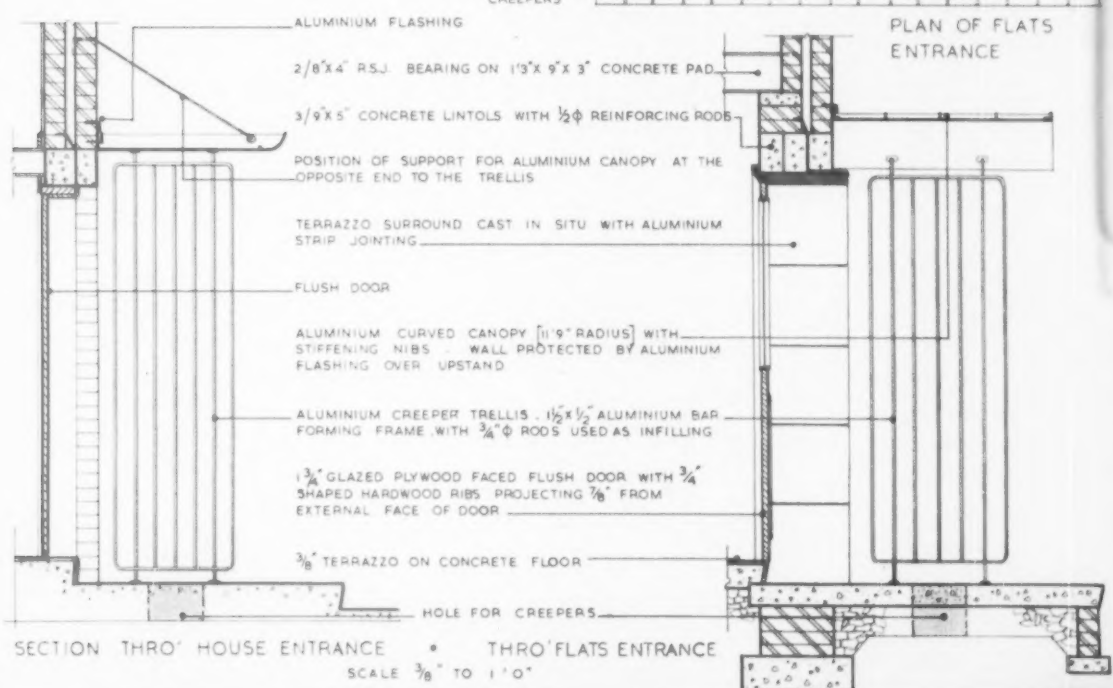 CREEPERS
PLAN OF FLATS
ENTRANCE
ALUMINIUM FLASHING
2/8"X4" R.S.J. BEARING ON 1'3"X 9"X 3" CONCRETE PAD
3/9"X5" CONCRETE LINTOLS WITH ½ϕ REINFORCING RODS
POSITION OF SUPPORT FOR ALUMINIUM CANOPY AT THE
OPPOSITE END TO THE TRELLIS
TERRAZZO SURROUND CAST IN SITU WITH ALUMINIUM
STRIP JOINTING
FLUSH DOOR
ALUMINIUM CURVED CANOPY [11'9" RADIUS] WITH
STIFFENING NIBS . WALL PROTECTED BY ALUMINIUM
FLASHING OVER UPSTAND
ALUMINIUM CREEPER TRELLIS . 1½"X½" ALUMINIUM BAR
FORMING FRAME .WITH ¾"ϕ RODS USED AS INFILLING
1¾" GLAZED PLYWOOD FACED FLUSH DOOR WITH ¾"
SHAPED HARDWOOD RIBS PROJECTING ⅞" FROM
EXTERNAL FACE OF DOOR
⅜" TERRAZZO ON CONCRETE FLOOR
HOLE FOR CREEPERS
SECTION THRO' HOUSE ENTRANCE • THRO' FLATS ENTRANCE
SCALE ⅜" TO 1'0"